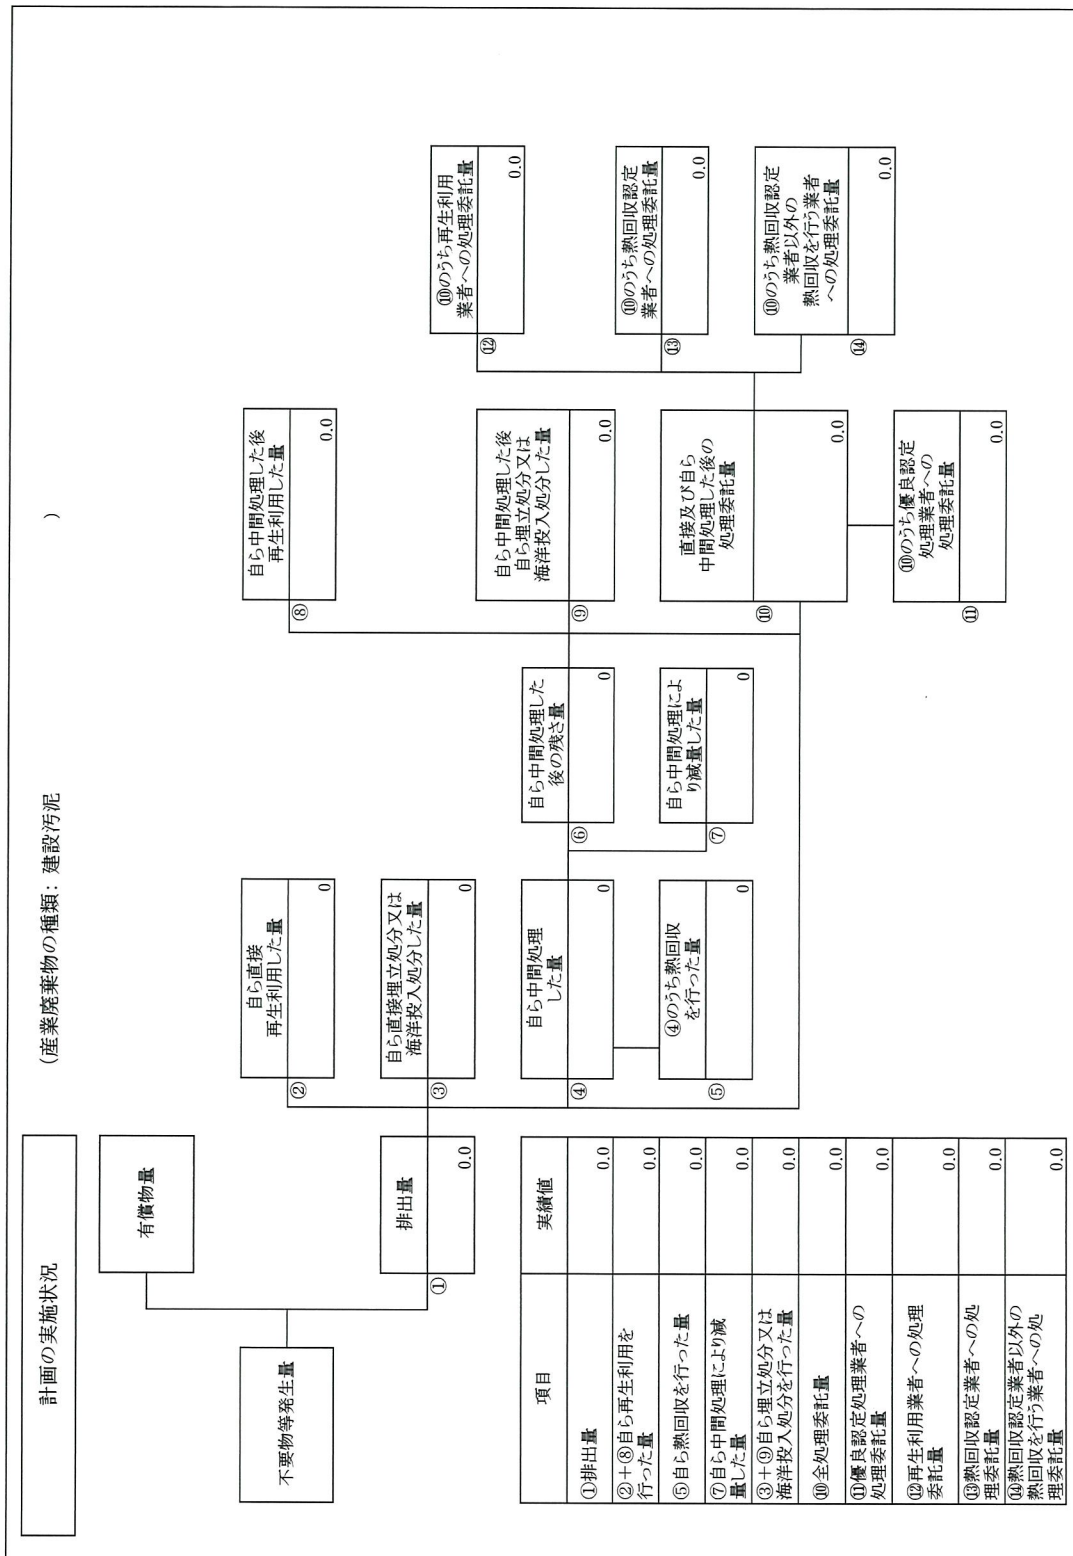 計画の実施状況
(産業廃棄物の種類: 建設汚泥
)
不要物等発生量
有償物量
①
排出量
0.0
②
自ら直接
再生利用した量
0
③
自ら直接埋立処分又は
海洋投入処分した量
0
④
自ら中間処理
した量
0
⑤
④のうち熱回収
を行った量
0
⑥
自ら中間処理した
後の残さ量
0
⑦
自ら中間処理によ
り減量した量
0
⑧
自ら中間処理した後
再生利用した量
0.0
⑨
自ら中間処理した後
自ら埋立処分又は
海洋投入処分した量
0.0
⑩
直接及び自ら
中間処理した後の
処理委託量
0.0
⑪
⑩のうち優良認定
処理業者への
処理委託量
0.0
⑫
⑩のうち再生利用
業者への処理委託量
0.0
⑬
⑩のうち熱回収認定
業者への処理委託量
0.0
⑭
⑩のうち熱回収認定
業者以外の
熱回収を行う業者
への処理委託量
0.0
項目
実績値
①排出量
0.0
②+⑧自ら再生利用を
行った量
0.0
⑤自ら熱回収を行った量
0.0
⑦自ら中間処理により減
量した量
0.0
③+⑨自ら埋立処分又は
海洋投入処分を行った量
0.0
⑩全処理委託量
0.0
⑪優良認定処理業者への
処理委託量
0.0
⑫再生利用業者への処理
委託量
0.0
⑬熱回収認定業者への処
理委託量
0.0
⑭熱回収認定業者以外の
熱回収を行う業者への処
理委託量
0.0